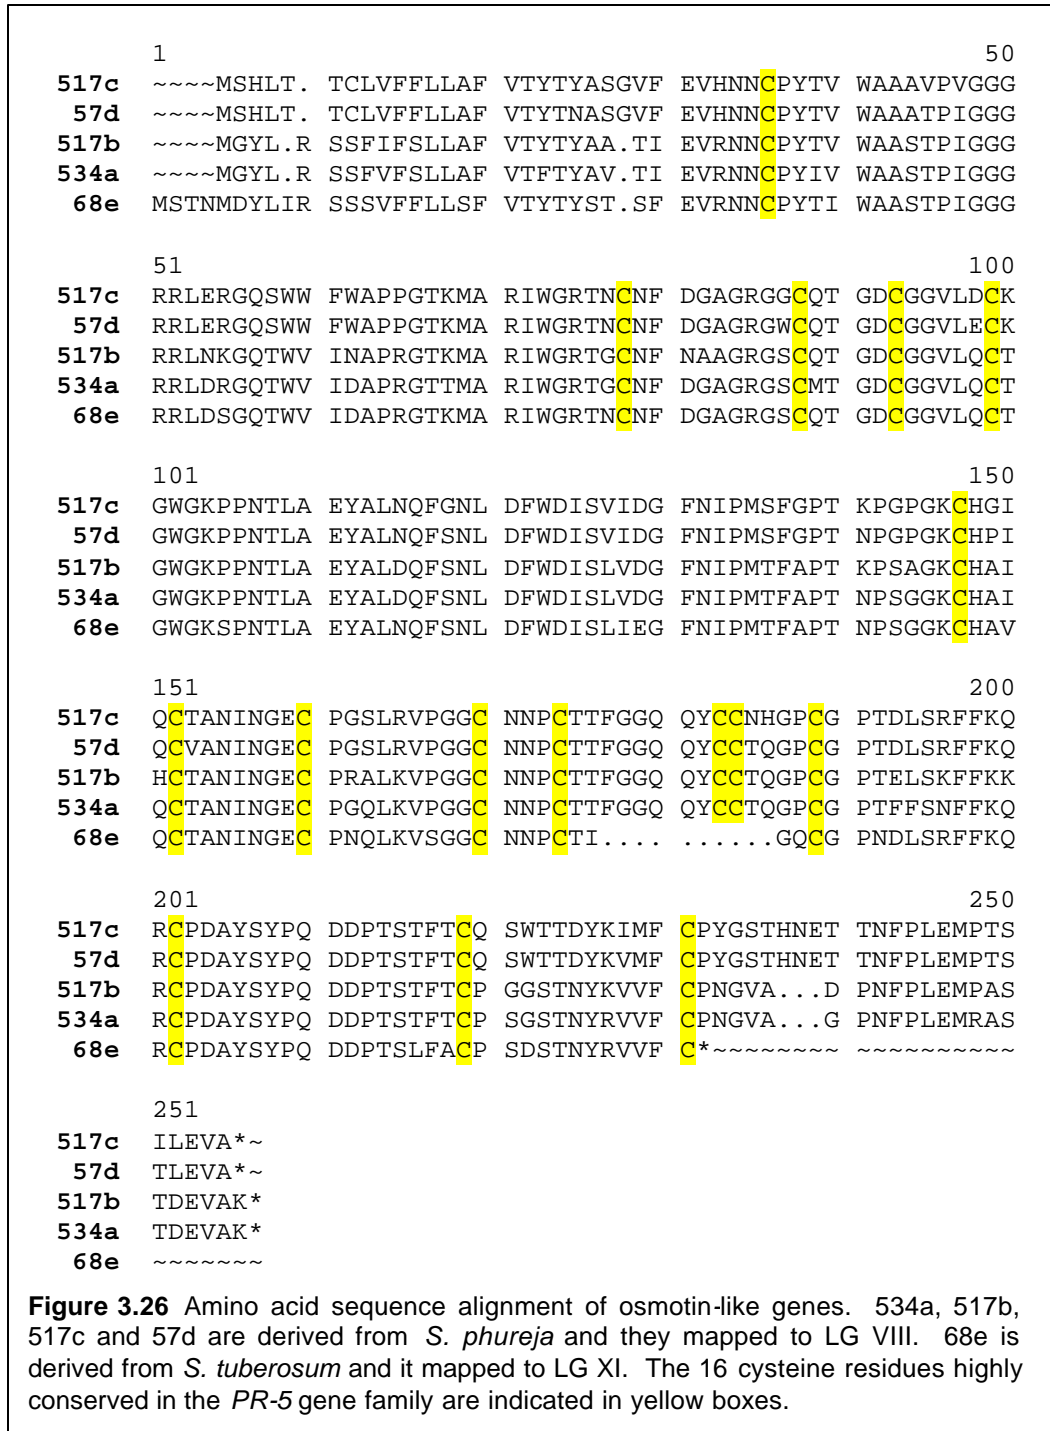 1 50
517c ~~~~MSHLT. TCLVFFLLAF VTYTYASGVF EVHNNCPYTV WAAAVPVGGG
57d ~~~~MSHLT. TCLVFFLLAF VTYTNASGVF EVHNNCPYTV WAAATPIGGG
517b ~~~~MGYL.R SSFIFSLLAF VTYTYAA.TI EVRNNCPYTV WAASTPIGGG
534a ~~~~MGYL.R SSFVFSLLAF VTFTYAV.TI EVRNNCPYIV WAASTPIGGG
68e MSTNMDYLIR SSSVFFLLSF VTYTYST.SF EVRNNCPYTI WAASTPIGGG
51 100
517c RRLERGQSWW FWAPPGTKMA RIWGRTNCNF DGAGRGGCQT GDCGGVLDCK
57d RRLERGQSWW FWAPPGTKMA RIWGRTNCNF DGAGRGWCQT GDCGGVLECK
517b RRLNKGQTWV INAPRGTKMA RIWGRTGCNF NAAGRGSCQT GDCGGVLQCT
534a RRLDRGQTWV IDAPRGTTMA RIWGRTGCNF DGAGRGSCMT GDCGGVLQCT
68e RRLDSGQTWV IDAPRGTKMA RIWGRTNCNF DGAGRGSCQT GDCGGVLQCT
101 150
517c GWGKPPNTLA EYALNQFGNL DFWDISVIDG FNIPMSFGPT KPGPGKCHGI
57d GWGKPPNTLA EYALNQFSNL DFWDISVIDG FNIPMSFGPT NPGPGKCHPI
517b GWGKPPNTLA EYALDQFSNL DFWDISLVDG FNIPMTFAPT KPSAGKCHAI
534a GWGKPPNTLA EYALDQFSNL DFWDISLVDG FNIPMTFAPT NPSGGKCHAI
68e GWGKSPNTLA EYALNQFSNL DFWDISLIEG FNIPMTFAPT NPSGGKCHAV
151 200
517c QCTANINGEC PGSLRVPGGC NNPCTTFGGQ QYCCNHGPCG PTDLSRFFKQ
57d QCVANINGEC PGSLRVPGGC NNPCTTFGGQ QYCCTQGPCG PTDLSRFFKQ
517b HCTANINGEC PRALKVPGGC NNPCTTFGGQ QYCCTQGPCG PTELSKFFKK
534a QCTANINGEC PGQLKVPGGC NNPCTTFGGQ QYCCTQGPCG PTFFSNFFKQ
68e QCTANINGEC PNQLKVSGGC NNPCTI.... ......GQCG PNDLSRFFKQ
201 250
517c RCPDAYSYPQ DDPTSTFTCQ SWTTDYKIMF CPYGSTHNET TNFPLEMPTS
57d RCPDAYSYPQ DDPTSTFTCQ SWTTDYKVMF CPYGSTHNET TNFPLEMPTS
517b RCPDAYSYPQ DDPTSTFTCP GGSTNYKVVF CPNGVA...D PNFPLEMPAS
534a RCPDAYSYPQ DDPTSTFTCP SGSTNYRVVF CPNGVA...G PNFPLEMRAS
68e RCPDAYSYPQ DDPTSLFACP SDSTNYRVVF C*~~~~~~~~ ~~~~~~~~~~
251
517c ILEVA*~
57d TLEVA*~
517b TDEVAK*
534a TDEVAK*
68e ~~~~~~~
Figure 3.26 Amino acid sequence alignment of osmotin-like genes. 534a, 517b,
517c and 57d are derived from S. phureja and they mapped to LG VIII. 68e is
derived from S. tuberosum and it mapped to LG XI. The 16 cysteine residues highly
conserved in the PR-5 gene family are indicated in yellow boxes.